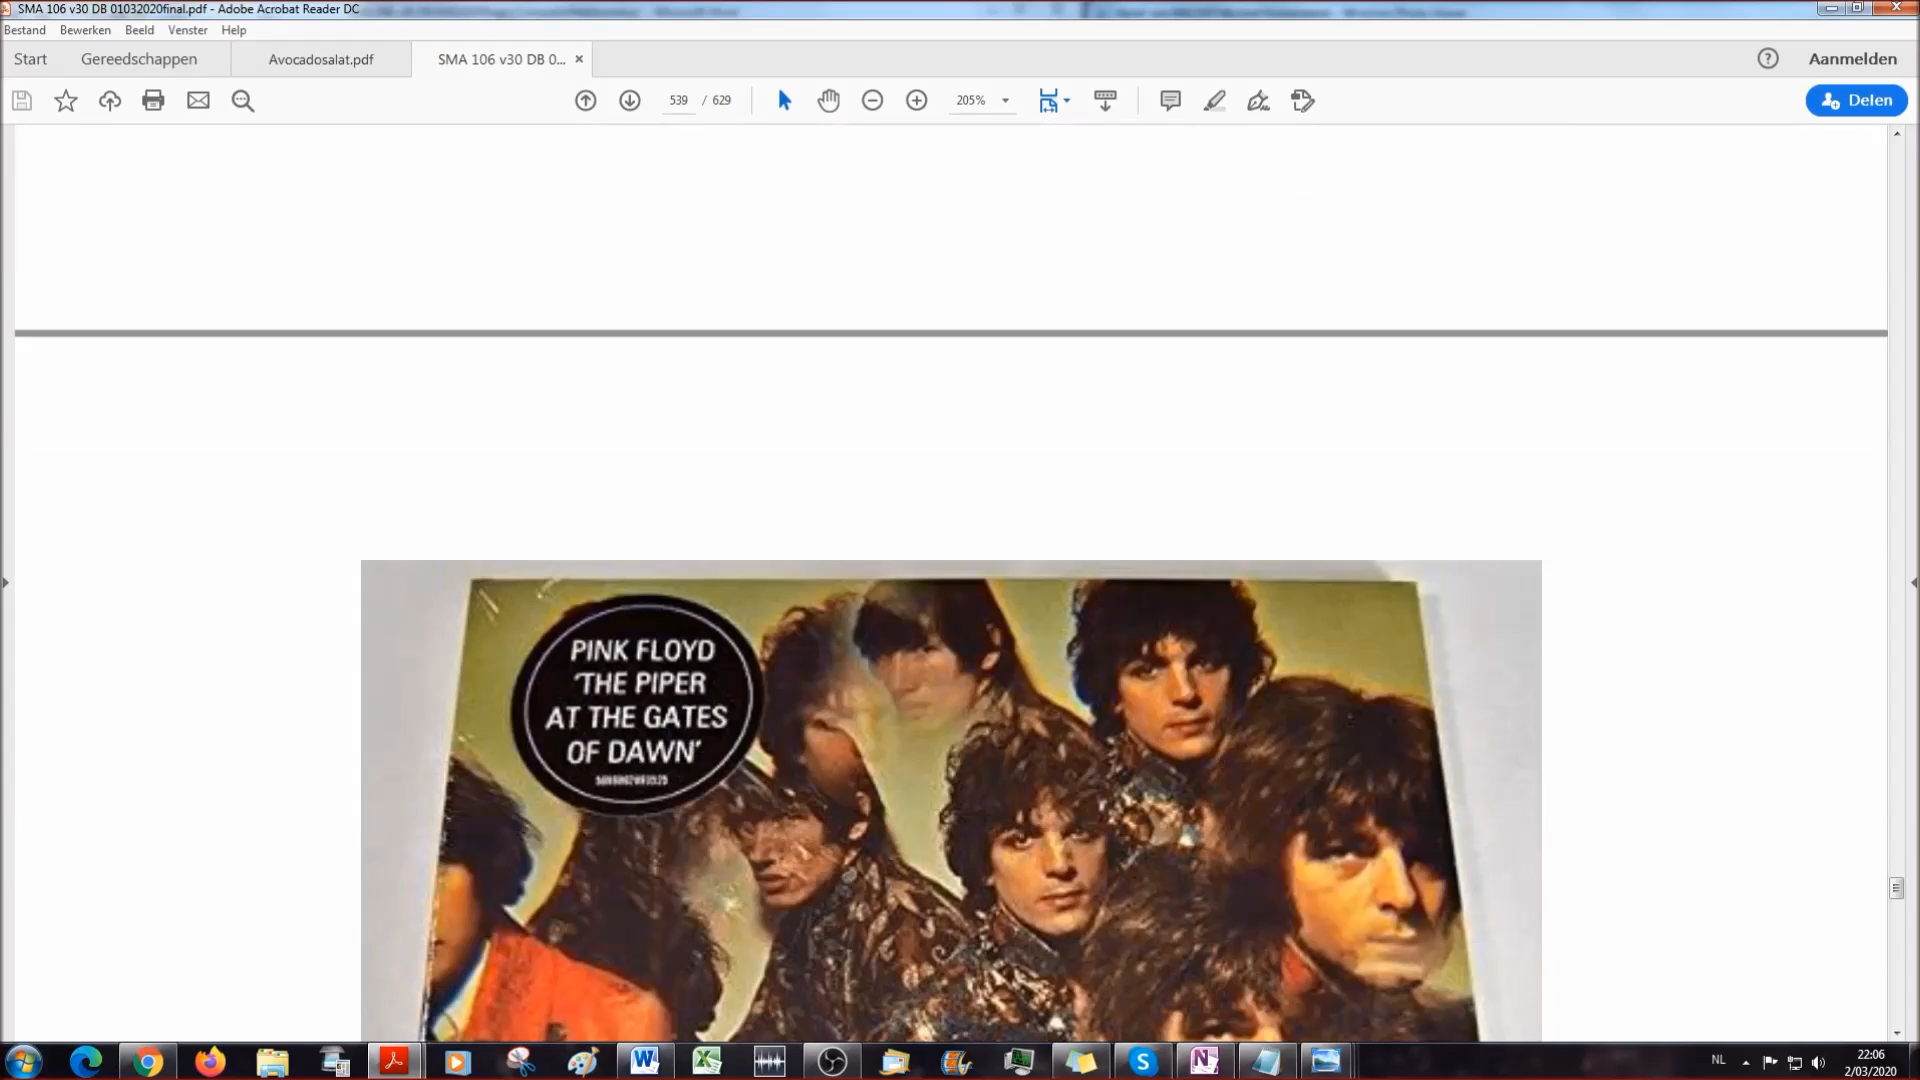 SMA 106 v30 DB 01032020final.pdf - Adobe Acrobat Reader DC
Bestand Bewerken Beeld Venster Help
Start Gereedschappen Avocadosalat.pdf SMA 106 v30 DB 0... Aanmelden
539 / 629 205% Delen
PINK FLOYD
'THE PIPER
AT THE GATES
OF DAWN'
NL 22:06
2/03/2020